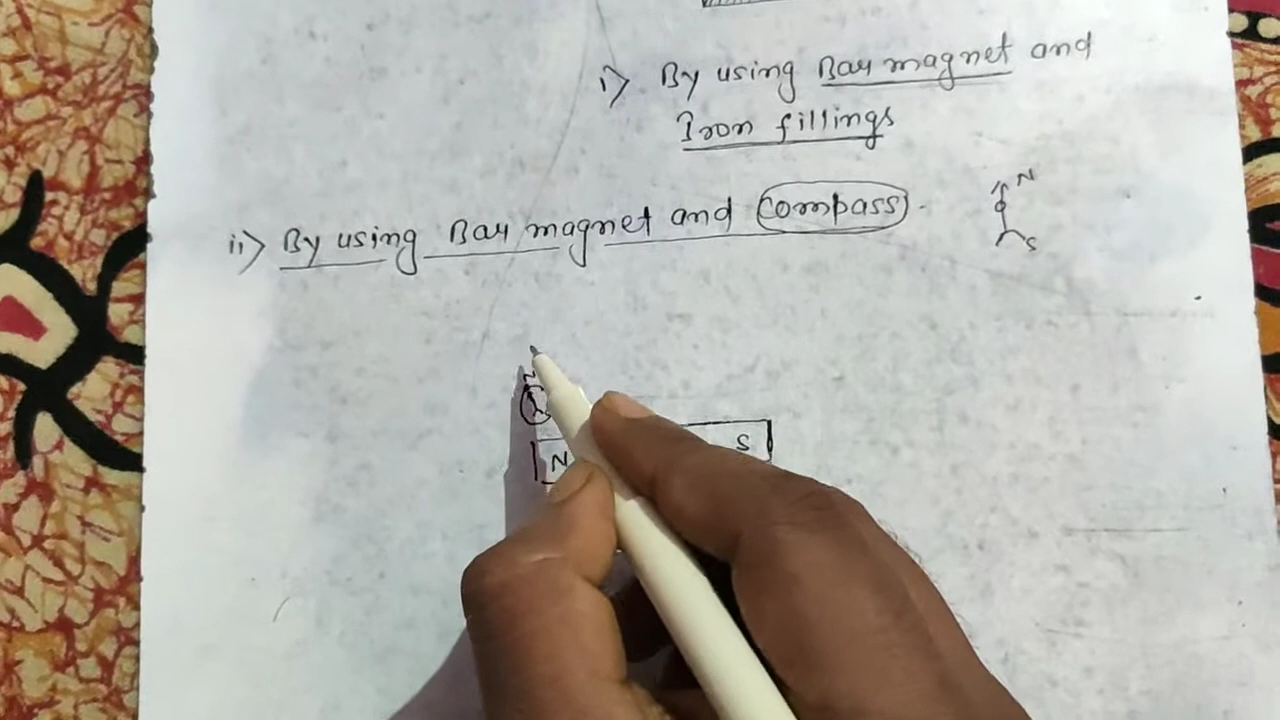 i) By using Bar magnet and
Iron fillings
N
ii) By using Bar magnet and compass.
S
S
N